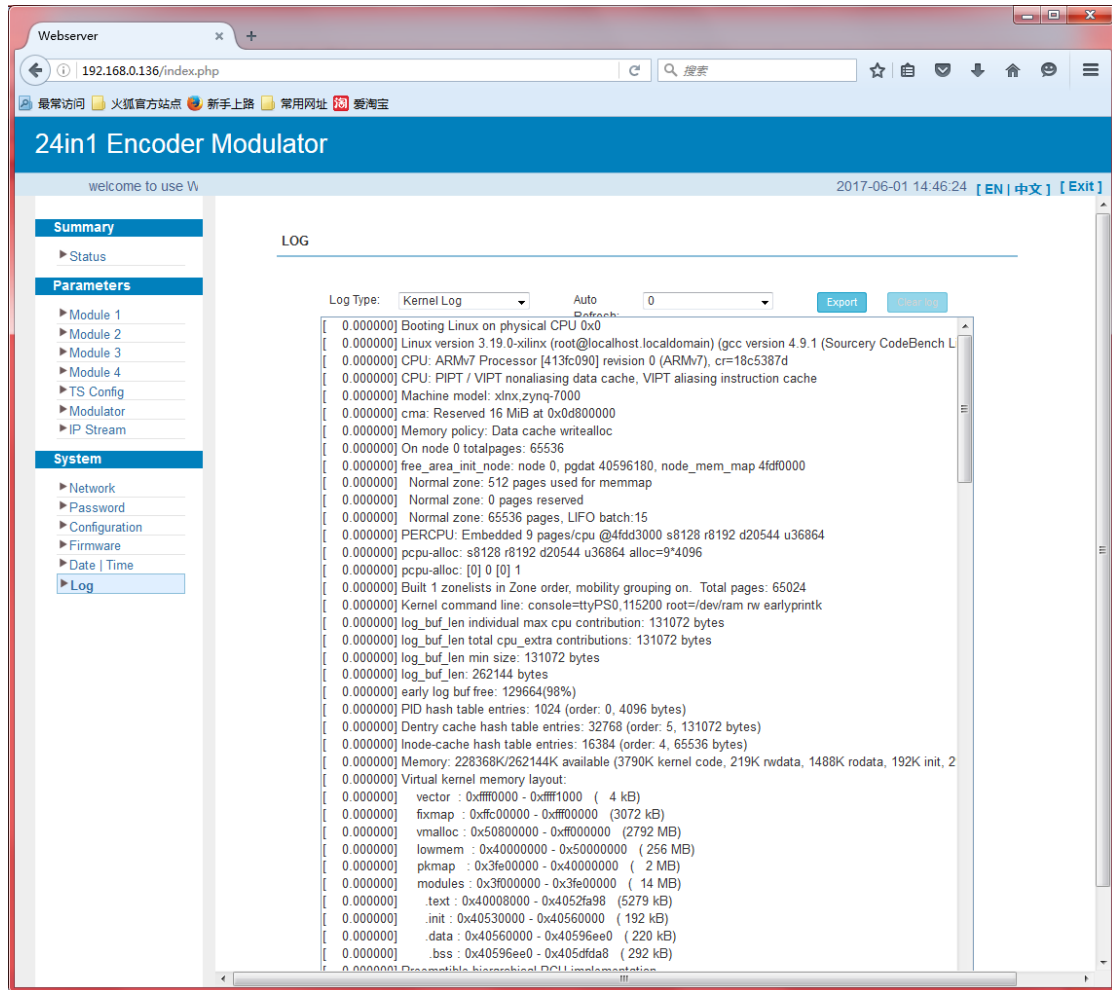 Webserver
192.168.0.136/index.php
搜索
最常访问 火狐官方站点 新手上路 常用网址 淘 爱淘宝
24in1 Encoder Modulator
welcome to use W
2017-06-01 14:46:24 [ EN | 中文 ] [ Exit ]
Summary
Status
Parameters
Module 1
Module 2
Module 3
Module 4
TS Config
Modulator
IP Stream
System
Network
Password
Configuration
Firmware
Date | Time
Log
LOG
Log Type: Kernel Log Auto Refresh: 0 Export Clear log
[ 0.000000] Booting Linux on physical CPU 0x0
[ 0.000000] Linux version 3.19.0-xilinx (root@localhost.localdomain) (gcc version 4.9.1 (Sourcery CodeBench L
[ 0.000000] CPU: ARMv7 Processor [413fc090] revision 0 (ARMv7), cr=18c5387d
[ 0.000000] CPU: PIPT / VIPT nonaliasing data cache, VIPT aliasing instruction cache
[ 0.000000] Machine model: xlnx,zynq-7000
[ 0.000000] cma: Reserved 16 MiB at 0x0d800000
[ 0.000000] Memory policy: Data cache writealloc
[ 0.000000] On node 0 totalpages: 65536
[ 0.000000] free_area_init_node: node 0, pgdat 40596180, node_mem_map 4fdf0000
[ 0.000000] Normal zone: 512 pages used for memmap
[ 0.000000] Normal zone: 0 pages reserved
[ 0.000000] Normal zone: 65536 pages, LIFO batch:15
[ 0.000000] PERCPU: Embedded 9 pages/cpu @4fdd3000 s8128 r8192 d20544 u36864
[ 0.000000] pcpu-alloc: s8128 r8192 d20544 u36864 alloc=9*4096
[ 0.000000] pcpu-alloc: [0] 0 [0] 1
[ 0.000000] Built 1 zonelists in Zone order, mobility grouping on. Total pages: 65024
[ 0.000000] Kernel command line: console=ttyPS0,115200 root=/dev/ram rw earlyprintk
[ 0.000000] log_buf_len individual max cpu contribution: 131072 bytes
[ 0.000000] log_buf_len total cpu_extra contributions: 131072 bytes
[ 0.000000] log_buf_len min size: 131072 bytes
[ 0.000000] log_buf_len: 262144 bytes
[ 0.000000] early log buf free: 129664(98%)
[ 0.000000] PID hash table entries: 1024 (order: 0, 4096 bytes)
[ 0.000000] Dentry cache hash table entries: 32768 (order: 5, 131072 bytes)
[ 0.000000] Inode-cache hash table entries: 16384 (order: 4, 65536 bytes)
[ 0.000000] Memory: 228368K/262144K available (3790K kernel code, 219K rwdata, 1488K rodata, 192K init, 2
[ 0.000000] Virtual kernel memory layout:
[ 0.000000] vector : 0xffff0000 - 0xffff1000 ( 4 kB)
[ 0.000000] fixmap : 0xffc00000 - 0xfff00000 (3072 kB)
[ 0.000000] vmalloc : 0x50800000 - 0xff000000 (2792 MB)
[ 0.000000] lowmem : 0x40000000 - 0x50000000 ( 256 MB)
[ 0.000000] pkmap : 0x3fe00000 - 0x40000000 ( 2 MB)
[ 0.000000] modules : 0x3f000000 - 0x3fe00000 ( 14 MB)
[ 0.000000] .text : 0x40008000 - 0x4052fa98 (5279 kB)
[ 0.000000] .init : 0x40530000 - 0x40560000 ( 192 kB)
[ 0.000000] .data : 0x40560000 - 0x40596ee0 ( 220 kB)
[ 0.000000] .bss : 0x40596ee0 - 0x405dfda8 ( 292 kB)
[ 0.000000] Preemptible hierarchical RCU implementation